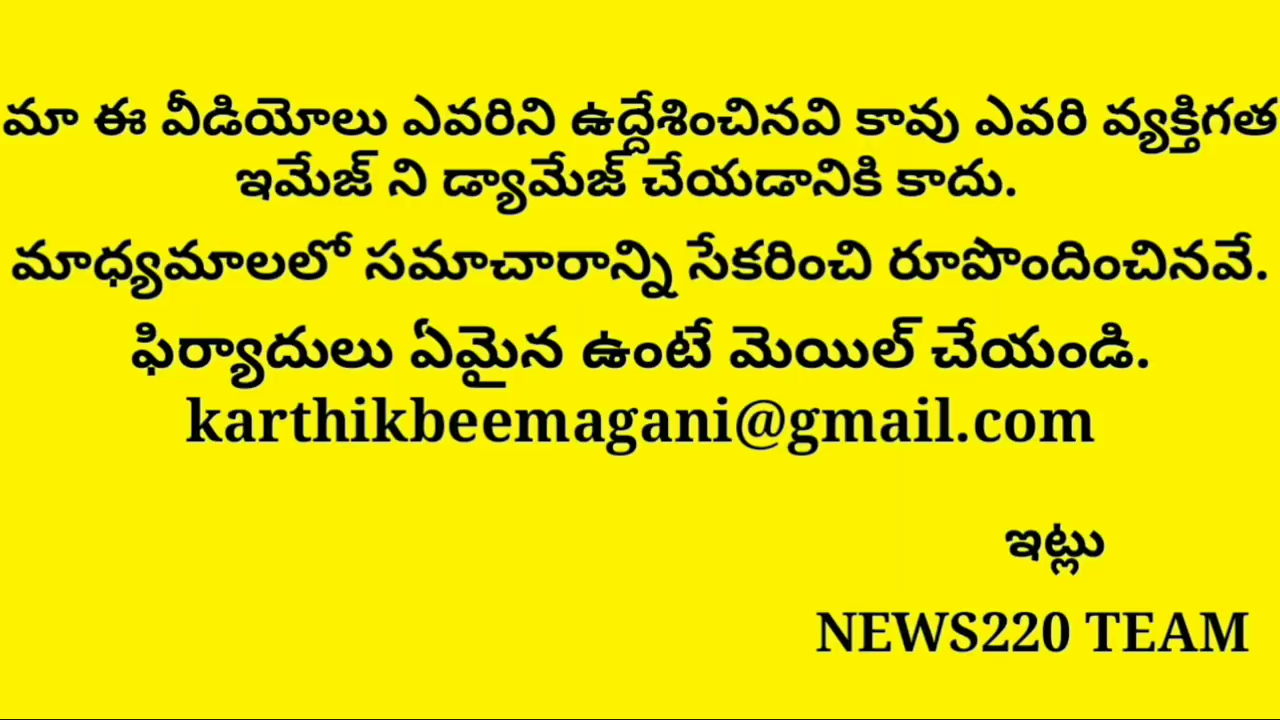 మా ఈ వీడియోలు ఎవరిని ఉద్దేశించినవి కావు ఎవరి వ్యక్తిగత
ఇమేజ్ ని డ్యామేజ్ చేయడానికి కాదు.
మాధ్యమాలలో సమాచారాన్ని సేకరించి రూపొందించినవే.
ఫిర్యాదులు ఏమైన ఉంటే మెయిల్ చేయండి.
karthikbeemagani@gmail.com
ఇట్లు
NEWS220 TEAM